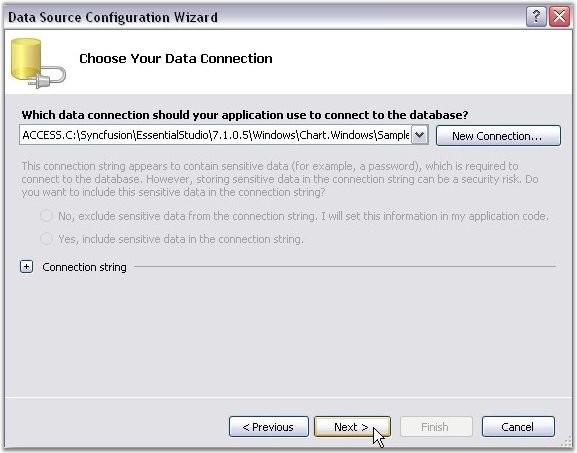 Data Source Configuration Wizard
Choose Your Data Connection
Which data connection should your application use to connect to the database?
ACCESS.C:\Syncfusion\EssentialStudio\7.1.0.5\Windows\Chart.Windows\Sample
New Connection...
This connection string appears to contain sensitive data (for example, a password), which is required to
connect to the database. However, storing sensitive data in the connection string can be a security risk. Do
you want to include this sensitive data in the connection string?
No, exclude sensitive data from the connection string. I will set this information in my application code.
Yes, include sensitive data in the connection string.
Connection string
< Previous
Next >
Finish
Cancel